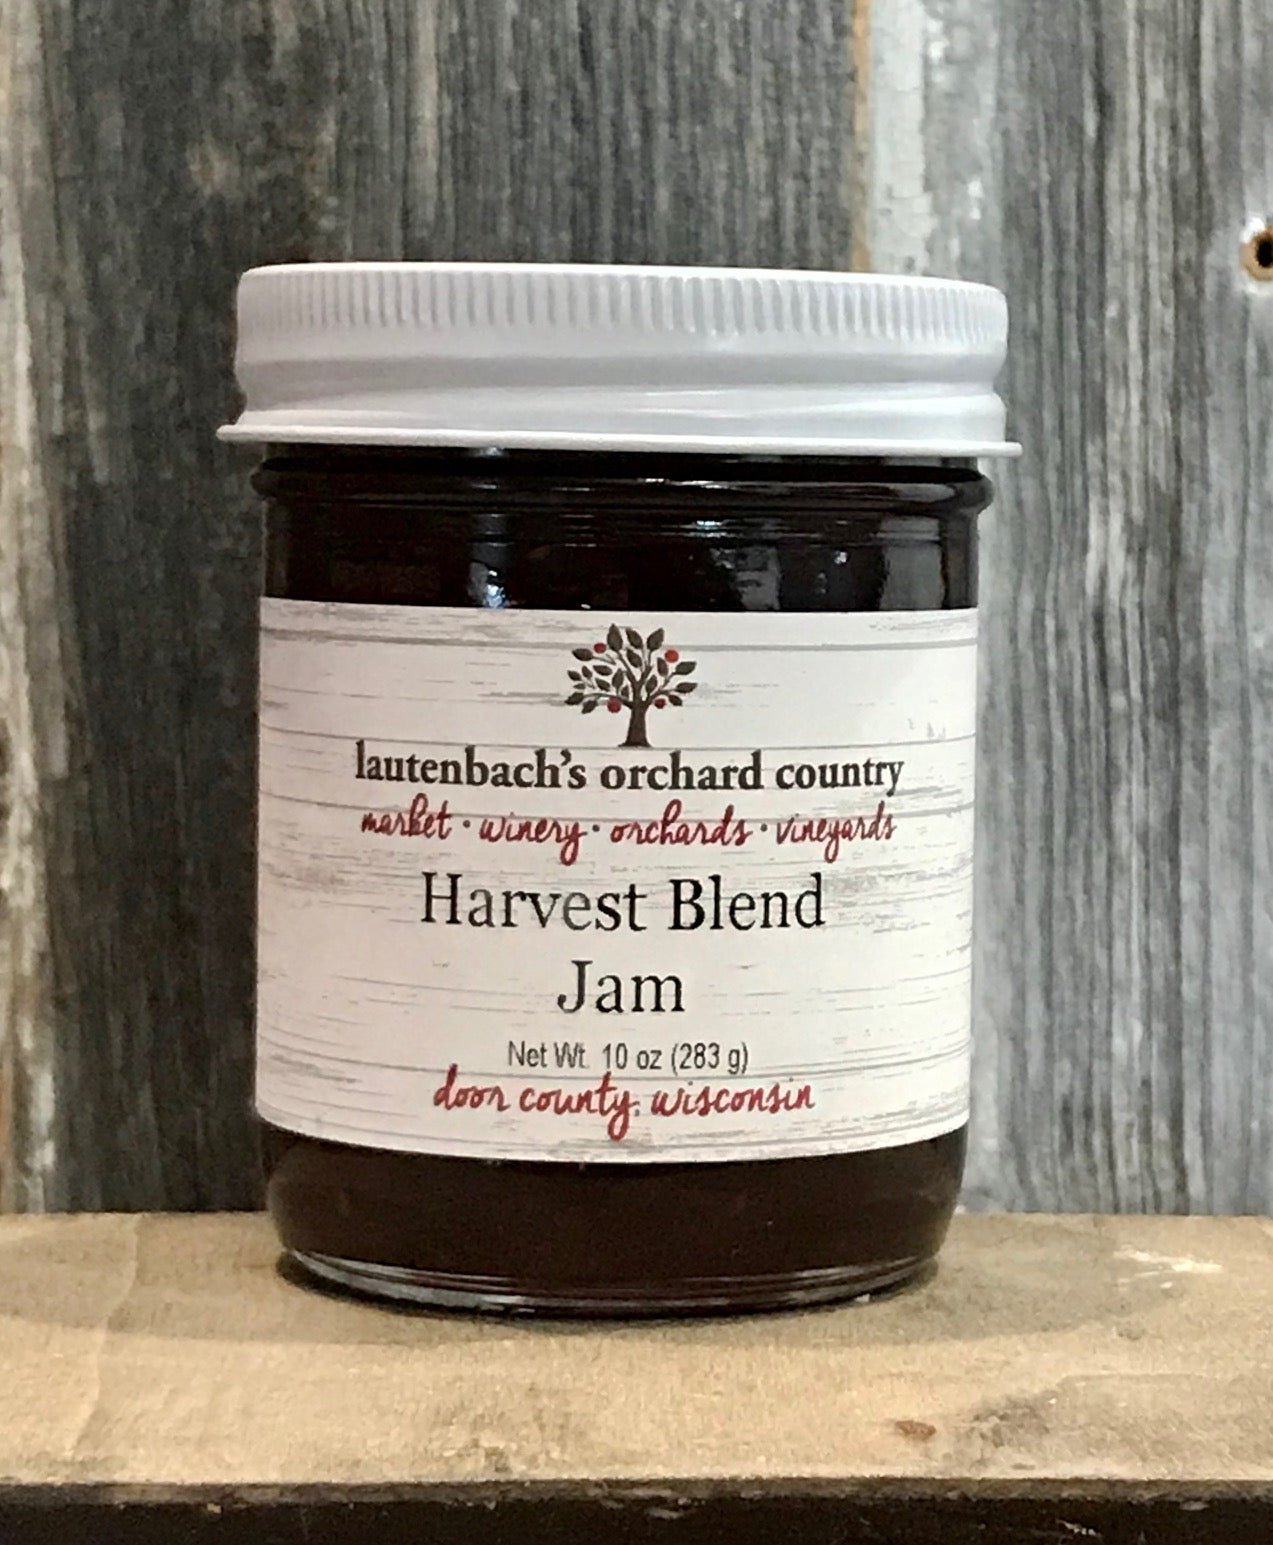 lautenbach's orchard country
market • winery • orchards • vineyards
Harvest Blend
Jam
Net Wt. 10 oz (283 g)
door county, wisconsin